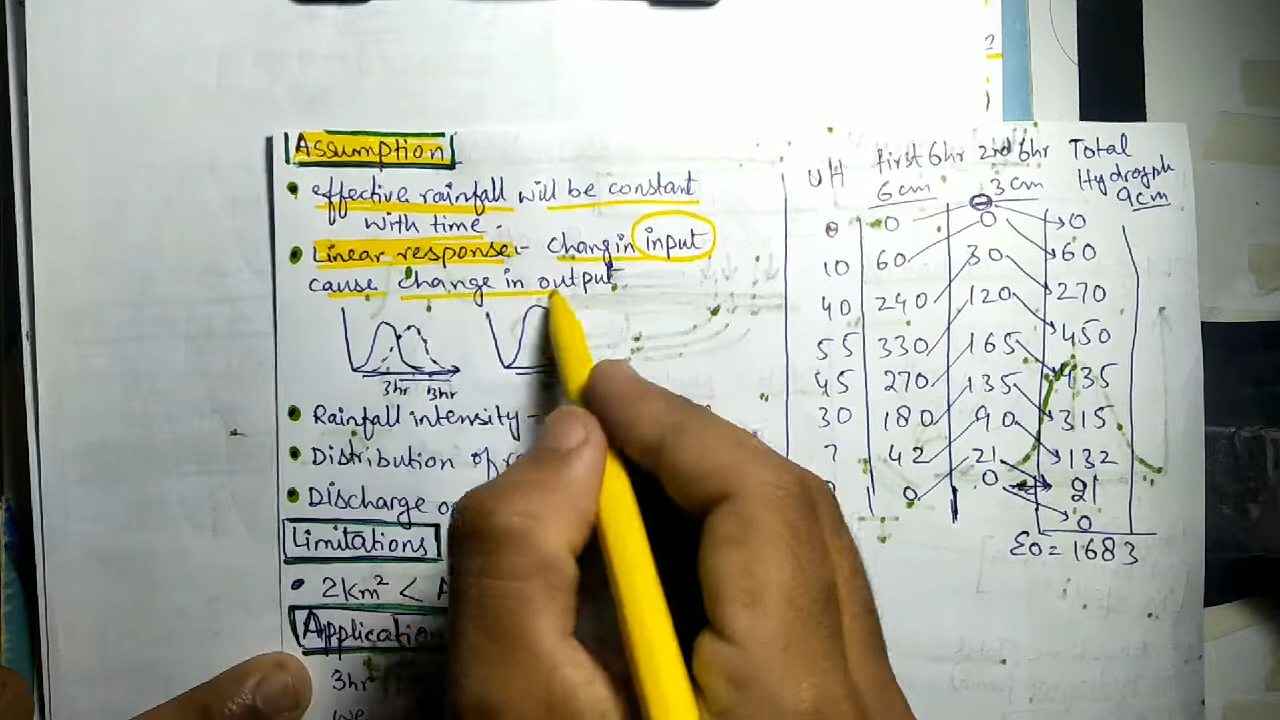 Assumption
• effective rainfall will be constant
with time.
• Linear response:- Change in input
cause change in output
3hr 3hr
• Rainfall intensity -
• Distribution of
• Discharge
Limitations
• 2Km² <
Application
3hr
we
2
UH First 6hr 2nd 6hr Total
6cm 3cm Hydrograph
9cm
0 0 0 0
10 60 30 60
40 240 120 270
55 330 165 450
45 270 135 435
30 180 90 315
7 42 21 132
0 0 21
0
ΣO = 1683